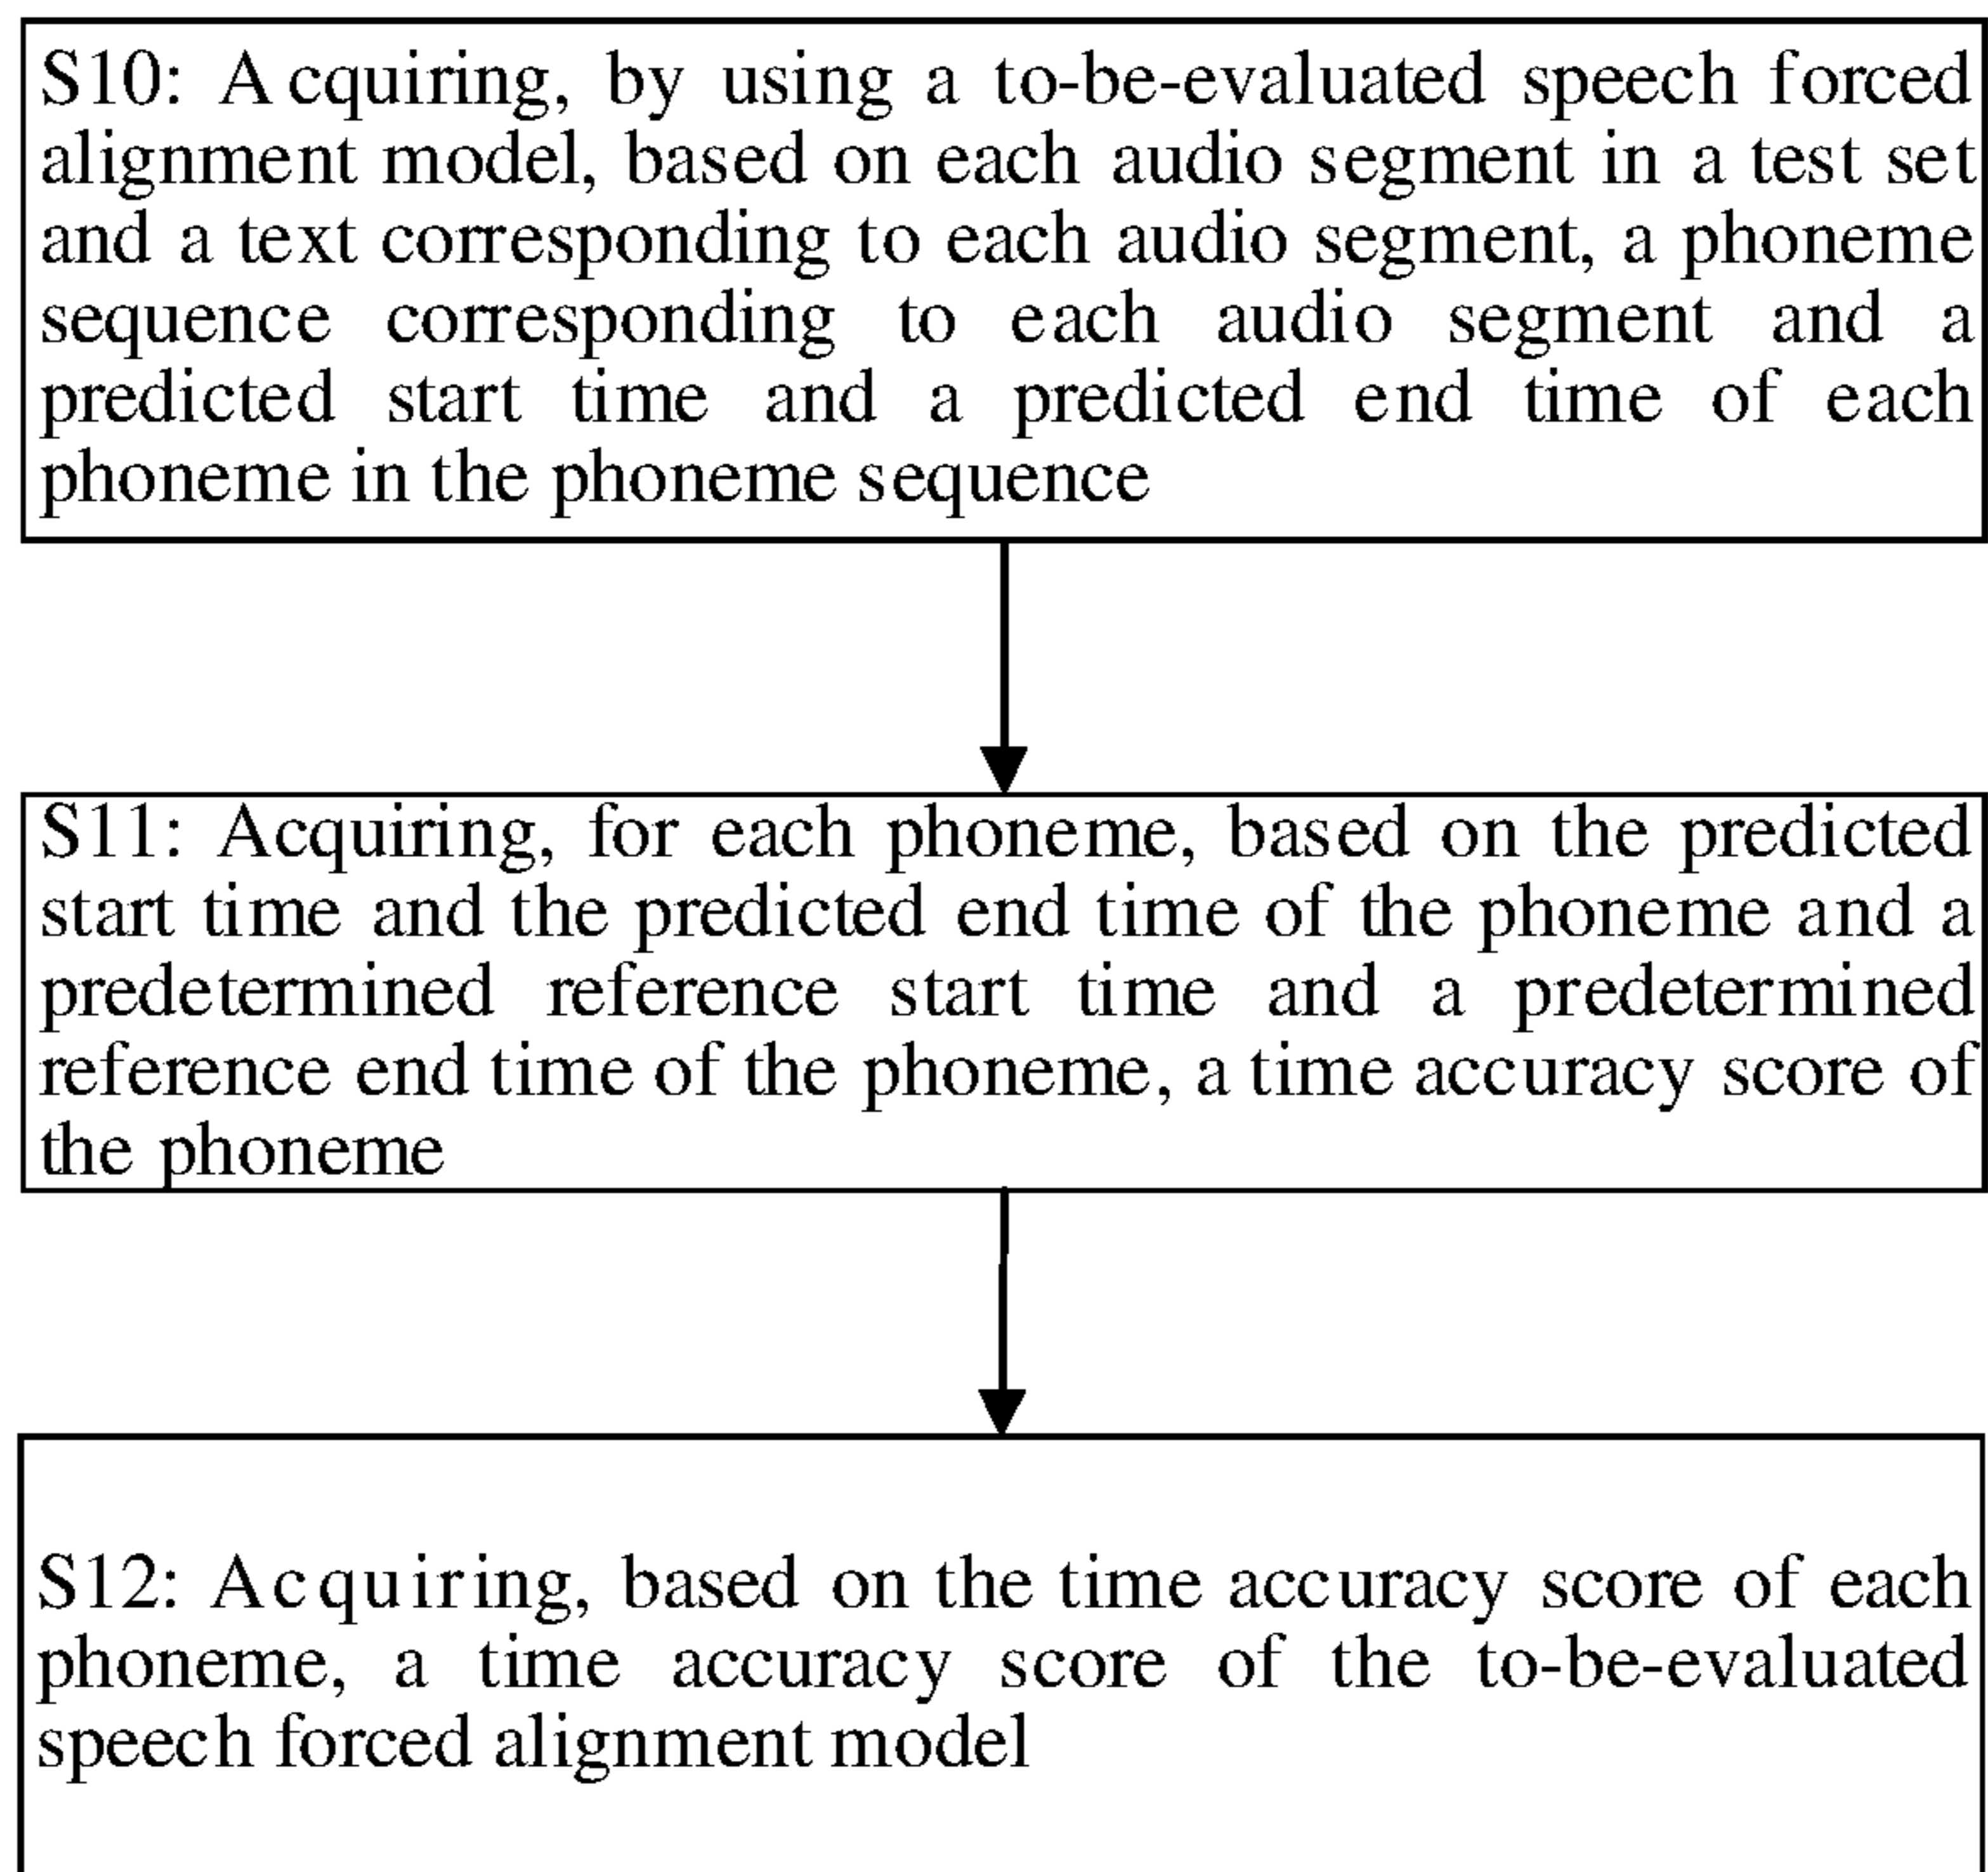 S10: Acquiring, by using a to-be-evaluated speech forced
alignment model, based on each audio segment in a test set
and a text corresponding to each audio segment, a phoneme
sequence corresponding to each audio segment and a
predicted start time and a predicted end time of each
phoneme in the phoneme sequence
S11: Acquiring, for each phoneme, based on the predicted
start time and the predicted end time of the phoneme and a
predetermined reference start time and a predetermined
reference end time of the phoneme, a time accuracy score of
the phoneme
S12: Acquiring, based on the time accuracy score of each
phoneme, a time accuracy score of the to-be-evaluated
speech forced alignment model